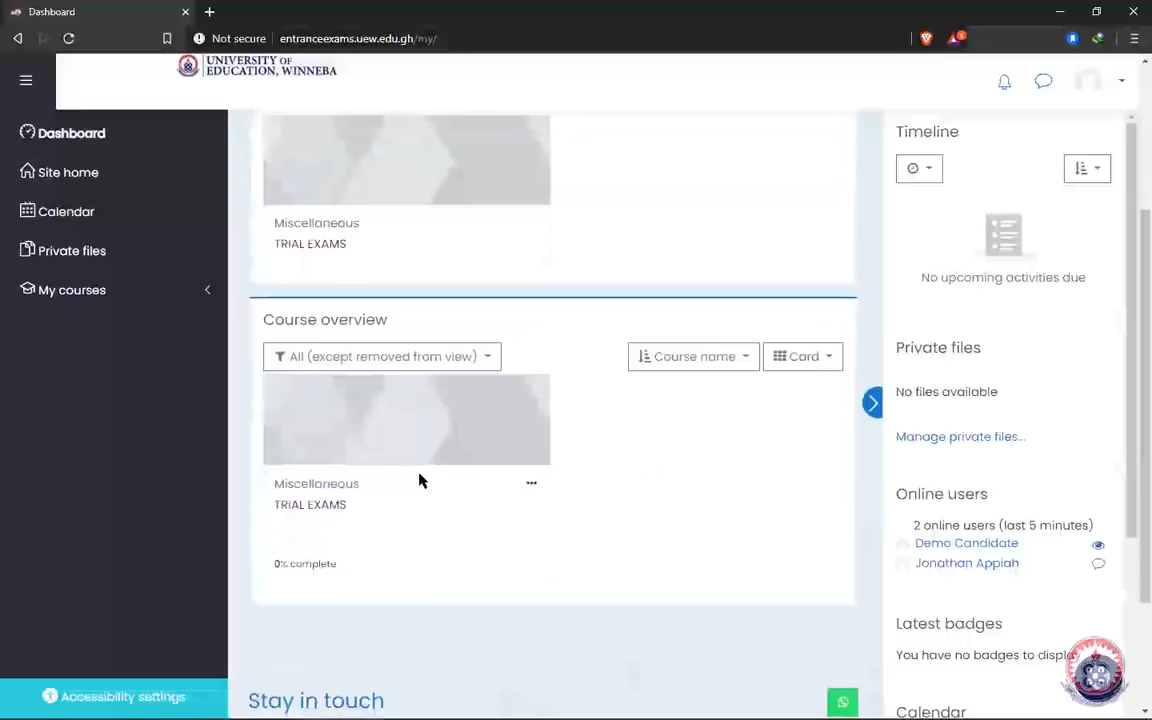 Dashboard
Not secure
entranceexams.uew.edu.gh/my/
UNIVERSITY OF
EDUCATION, WINNEBA
Dashboard
Site home
Calendar
Private files
My courses
Accessibility settings
Miscellaneous
TRIAL EXAMS
Course overview
All (except removed from view)
Course name
Card
Miscellaneous
TRIAL EXAMS
0% complete
Stay in touch
Timeline
No upcoming activities due
Private files
No files available
Manage private files...
Online users
2 online users (last 5 minutes)
Demo Candidate
Jonathan Appiah
Latest badges
You have no badges to display
Calendar